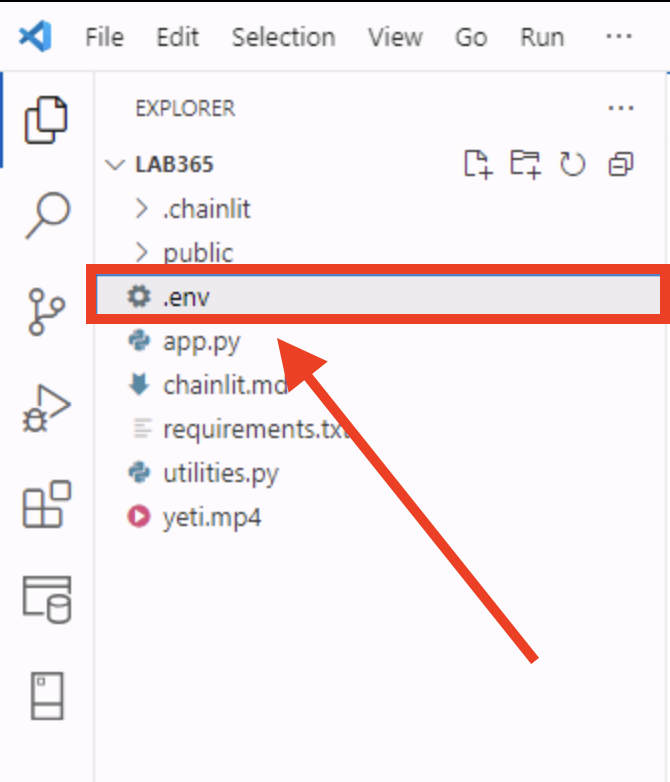 File Edit Selection View Go Run ...
EXPLORER ...
LAB365
.chainlit
public
.env
app.py
chainlit.md
requirements.txt
utilities.py
yeti.mp4